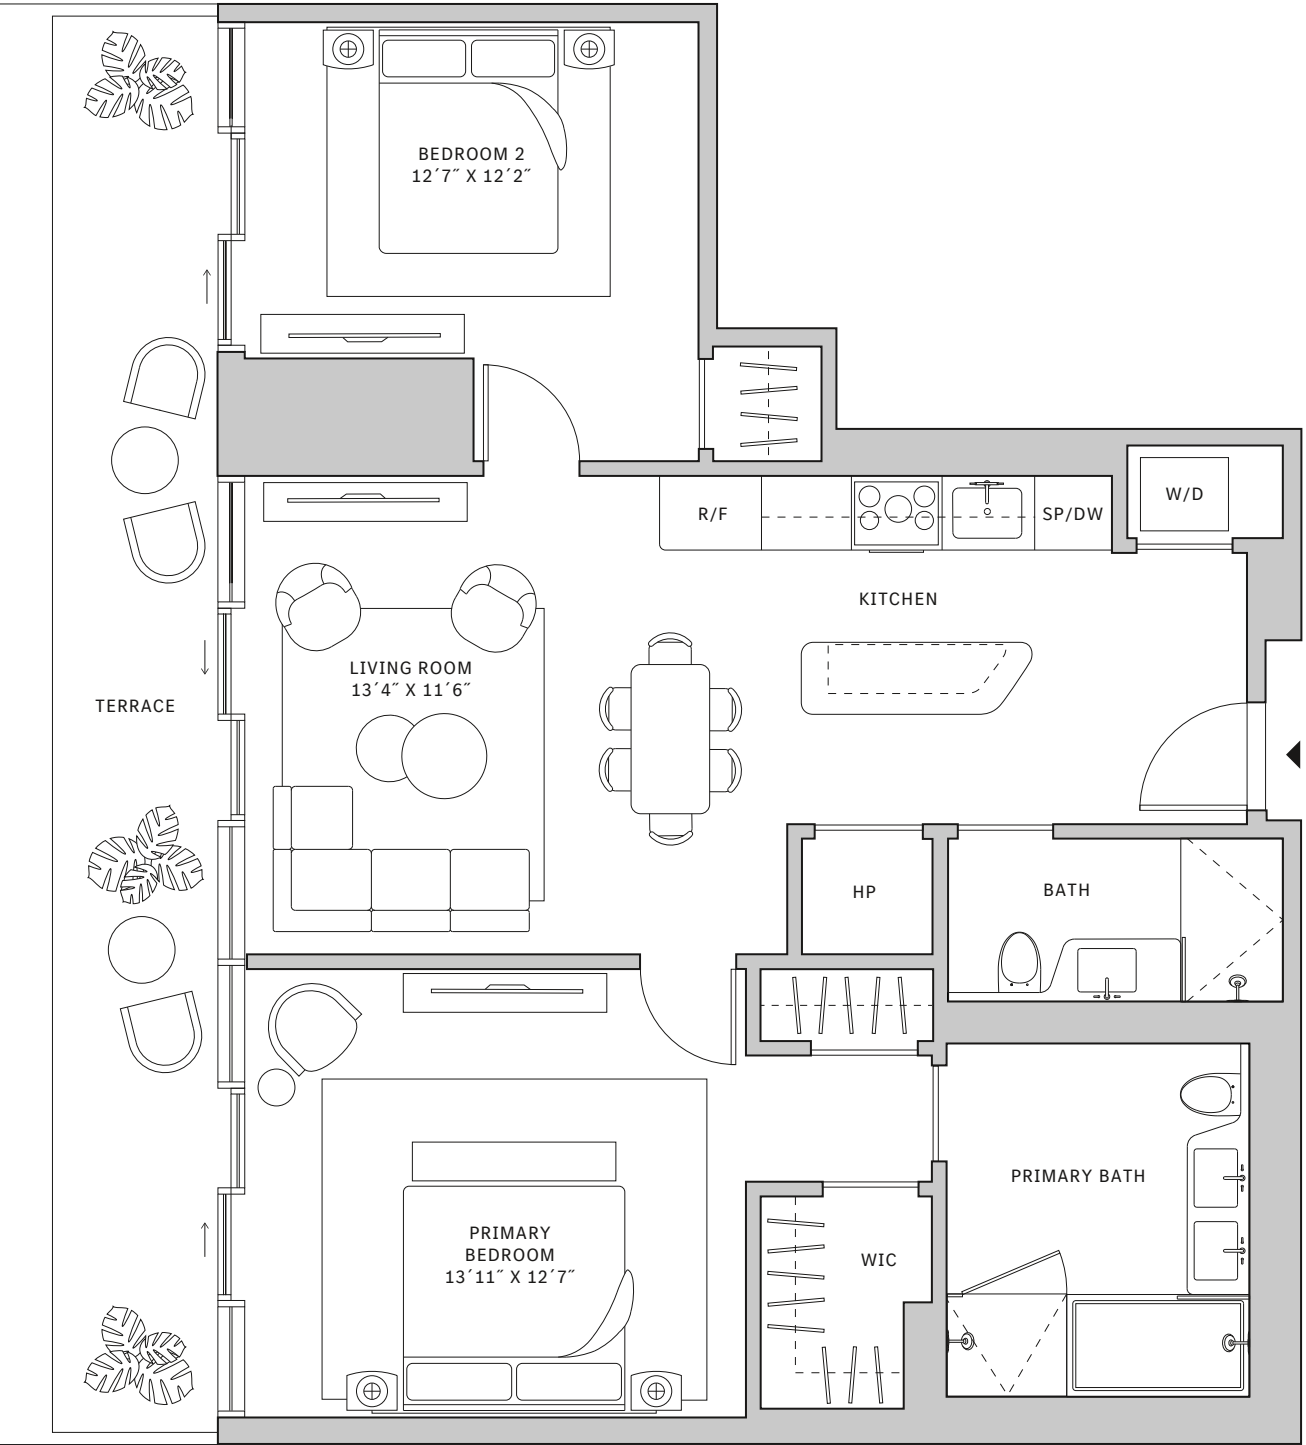 BEDROOM 2
12´7˝ X 12´2˝
R/F
SP/DW
W/D
KITCHEN
LIVING ROOM
13´4˝ X 11´6˝
TERRACE
HP
BATH
PRIMARY BATH
PRIMARY
BEDROOM
13´11˝ X 12´7˝
WIC